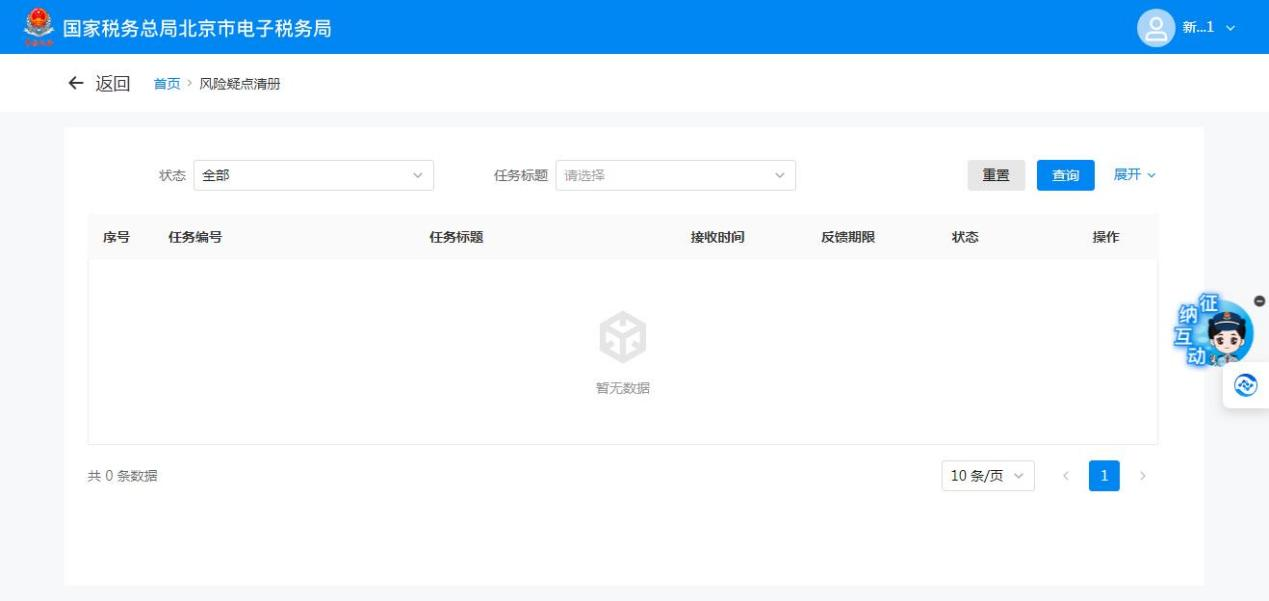 国家税务总局北京市电子税务局
新...1
返回 首页 > 风险疑点清册
状态 全部 任务标题 请选择 重置 查询 展开
序号 任务编号 任务标题 接收时间 反馈期限 状态 操作
暂无数据
征纳互动
共 0 条数据 10 条/页 < 1 >